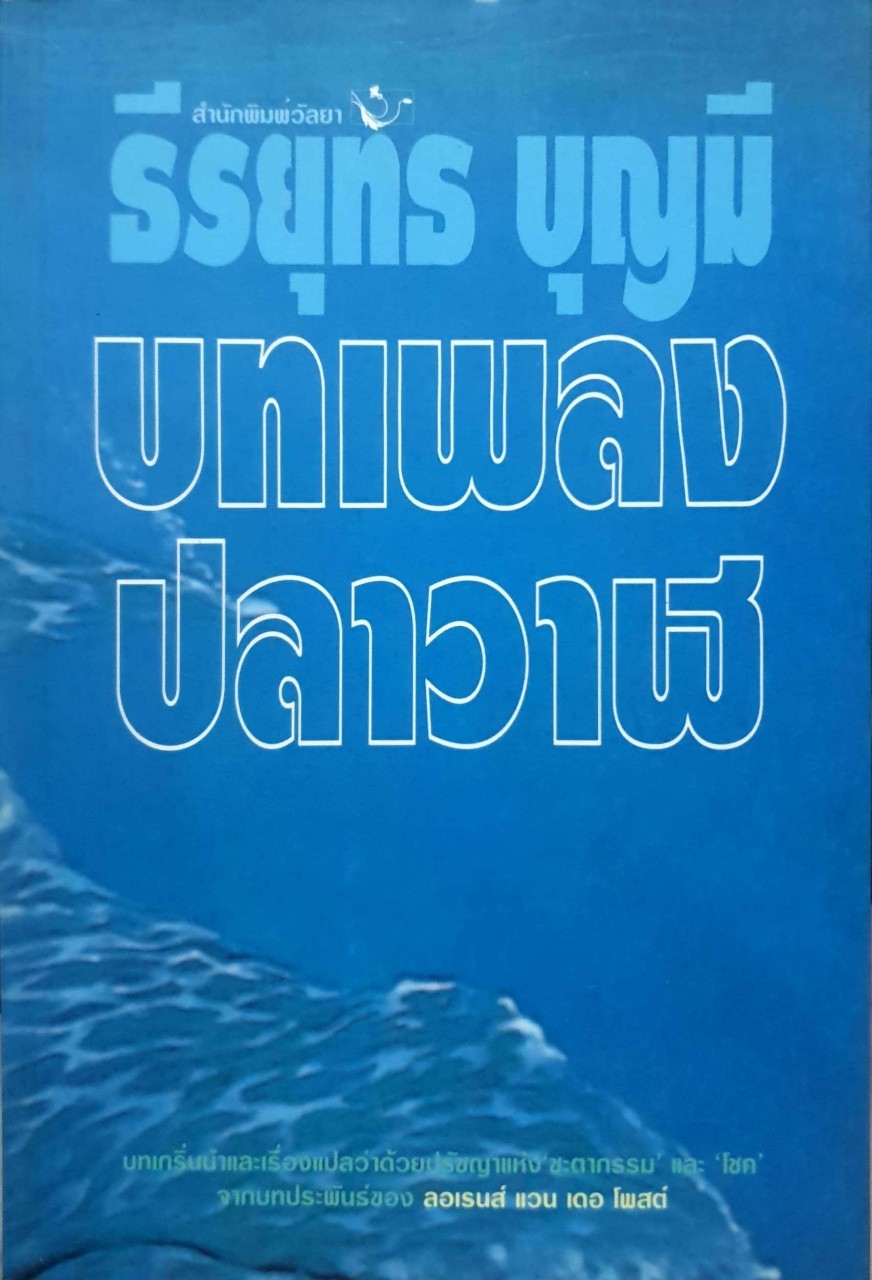 สำนักพิมพ์วัลยา
ธีรยุทธ บุญมี
บทเพลง
ปลาวาฬ
บทเกริ่นนำและเรื่องแปลว่าด้วยปรัชญาแห่ง 'ชะตากรรม' และ 'โชค'
จากบทประพันธ์ของ ลอเรนส์ แวน เดอ โพสต์